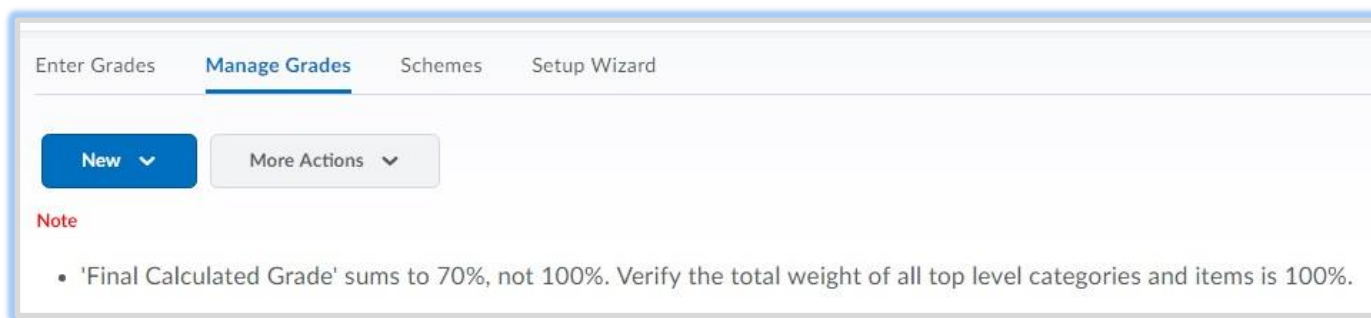 Enter Grades Manage Grades Schemes Setup Wizard
New More Actions
Note
• 'Final Calculated Grade' sums to 70%, not 100%. Verify the total weight of all top level categories and items is 100%.